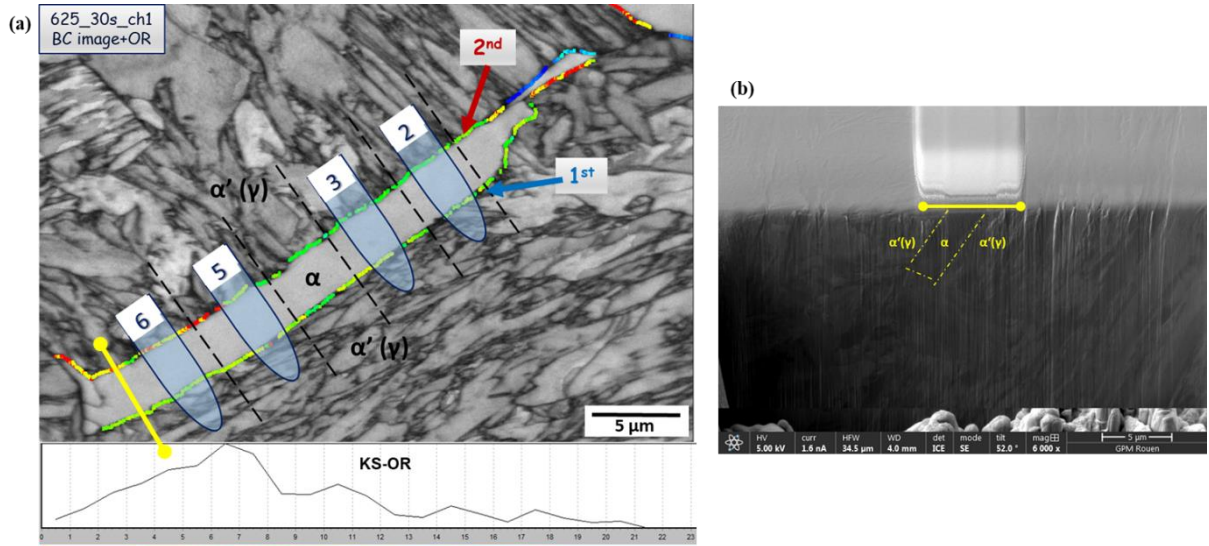 (a)
625_30s_ch1
BC image+OR
2nd
1st
2
3
5
6
α'(γ)
α
α'(γ)
5 μm
KS-OR
0 1 2 3 4 5 6 7 8 9 10 11 12 13 14 15 16 17 18 19 20 21 22 23
(b)
α'(γ) α α'(γ)
HV curr HFW WD det mode tilt mag 5 μm
5.00 kV 1.6 nA 34.5 μm 4.0 mm ICE SE 52.0 ° 6 000 x GPM Rouen